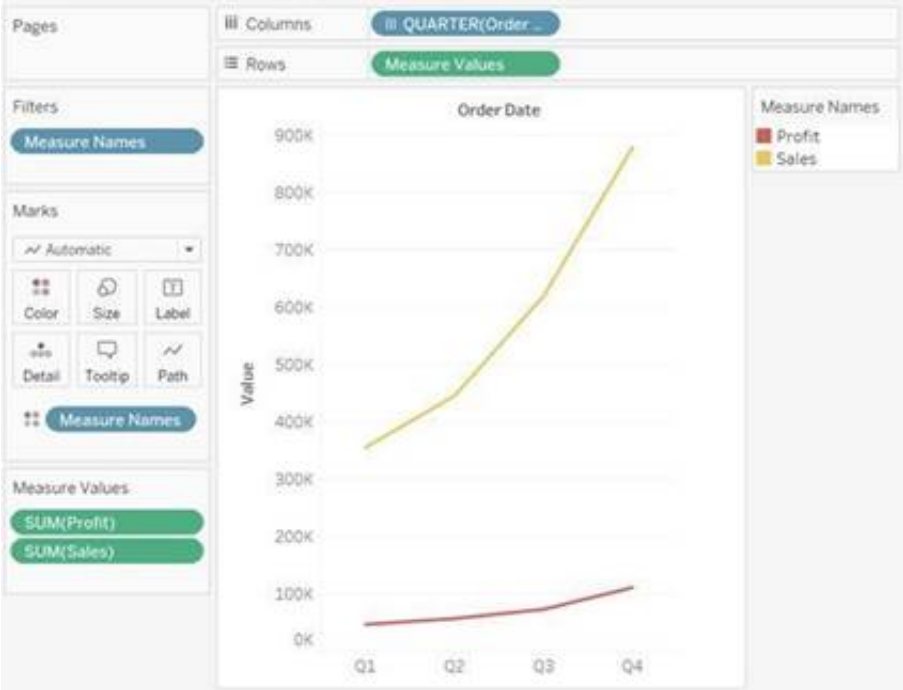 Pages
Columns
QUARTER(Order ...
Rows
Measure Values
Filters
Measure Names
Marks
Automatic
Color
Size
Label
Detail
Tooltip
Path
Measure Names
Measure Values
SUM(Profit)
SUM(Sales)
Order Date
Value
900K
800K
700K
600K
500K
400K
300K
200K
100K
0K
Q1
Q2
Q3
Q4
Measure Names
Profit
Sales